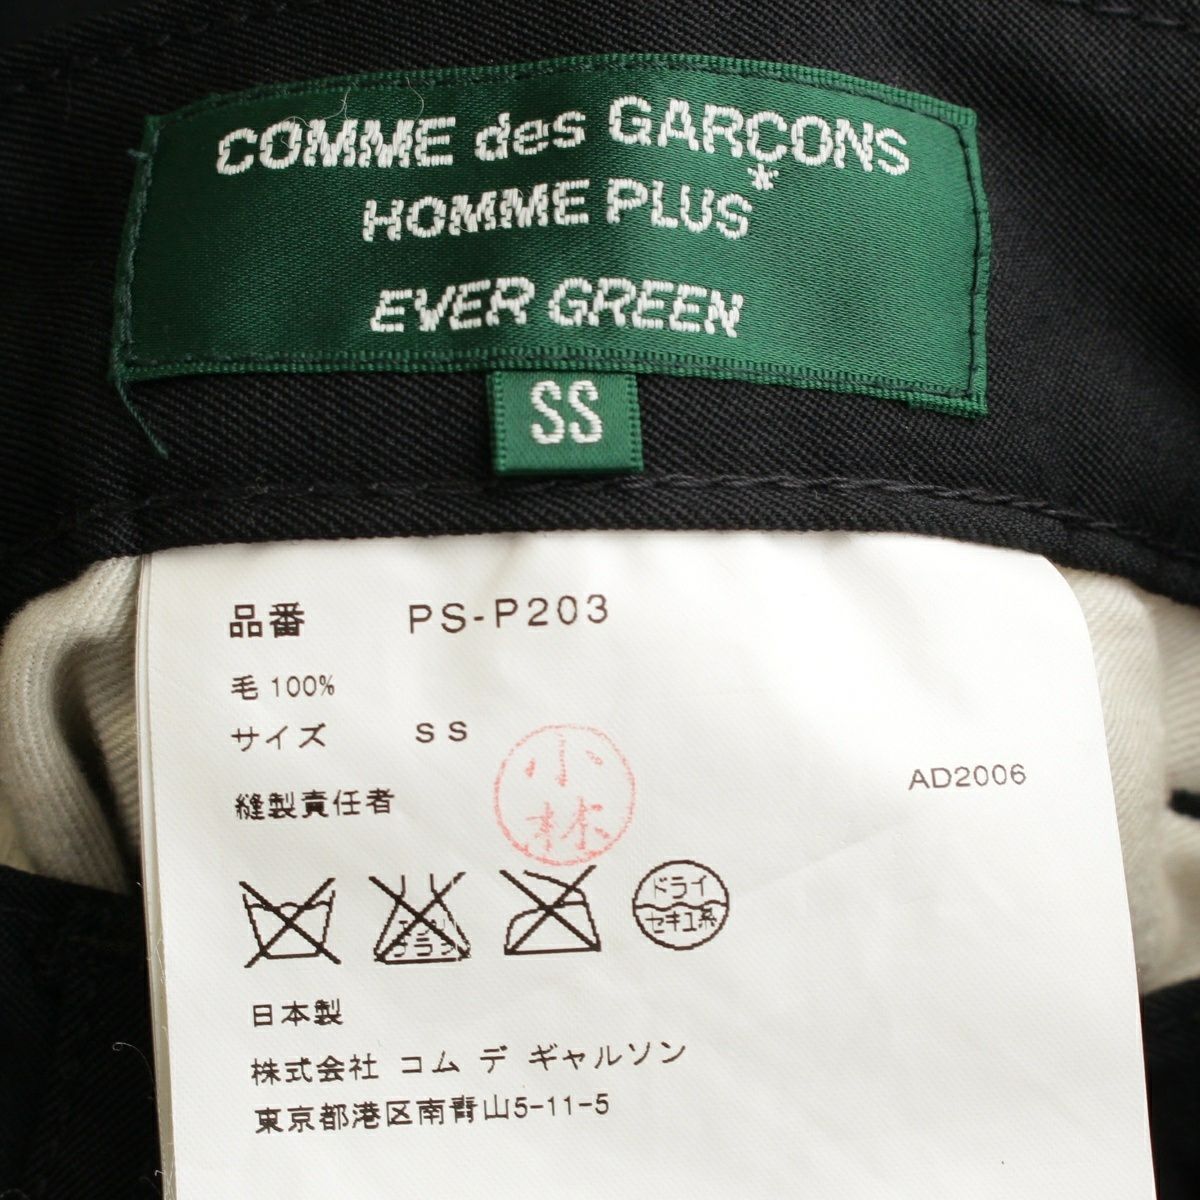 COMME des GARÇONS
HOMME PLUS*
EVER GREEN
SS
品番 PS-P203
毛 100%
サイズ SS
AD2006
縫製責任者 小林
ドライ
セキユ系
日本製
株式会社 コム デ ギャルソン
東京都港区南青山5-11-5